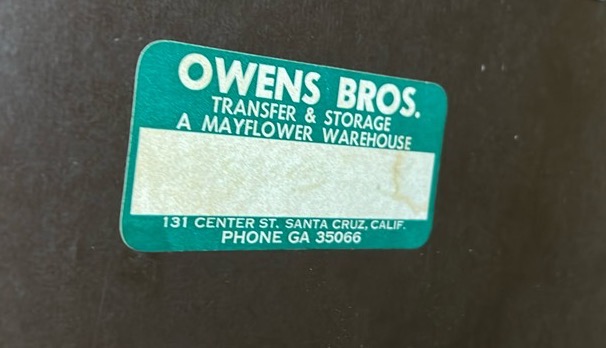 OWENS BROS.
TRANSFER & STORAGE
A MAYFLOWER WAREHOUSE
131 CENTER ST. SANTA CRUZ, CALIF.
PHONE GA 35066